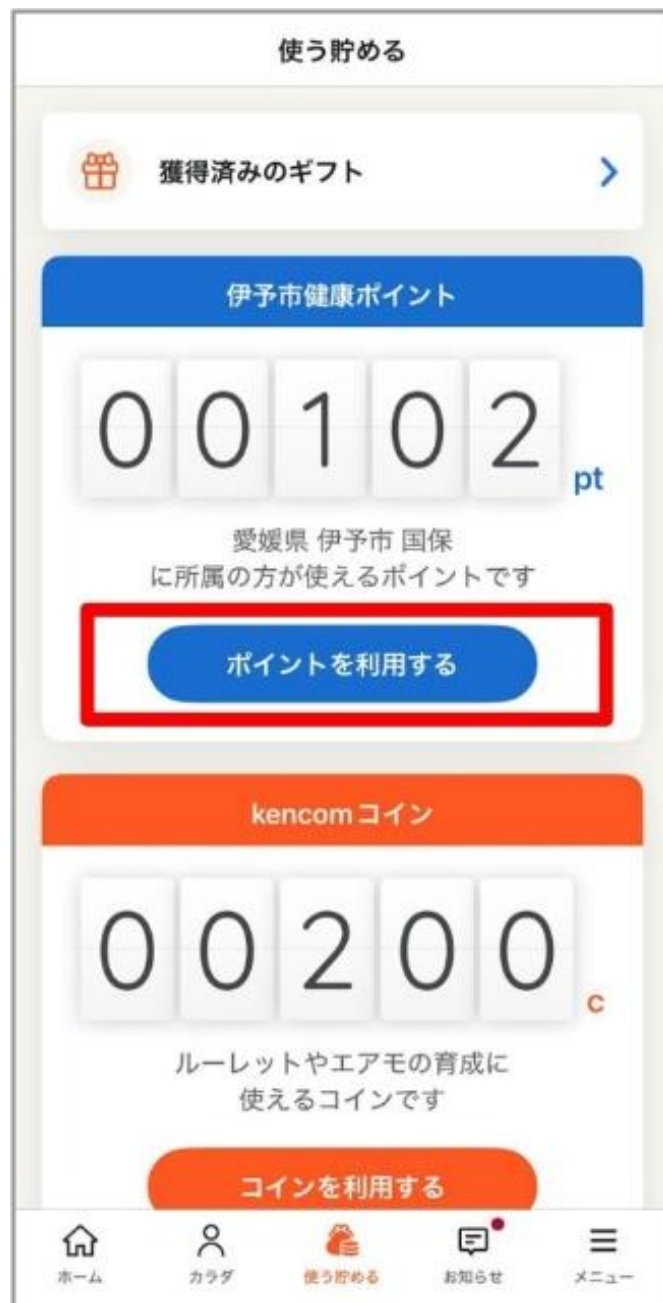 使う貯める
獲得済みのギフト
伊予市健康ポイント
00102 pt
愛媛県 伊予市 国保
に所属の方が使えるポイントです
ポイントを利用する
kencomコイン
00200 c
ルーレットやエアモの育成に
使えるコインです
コインを利用する
ホーム カラダ 使う貯める お知らせ メニュー